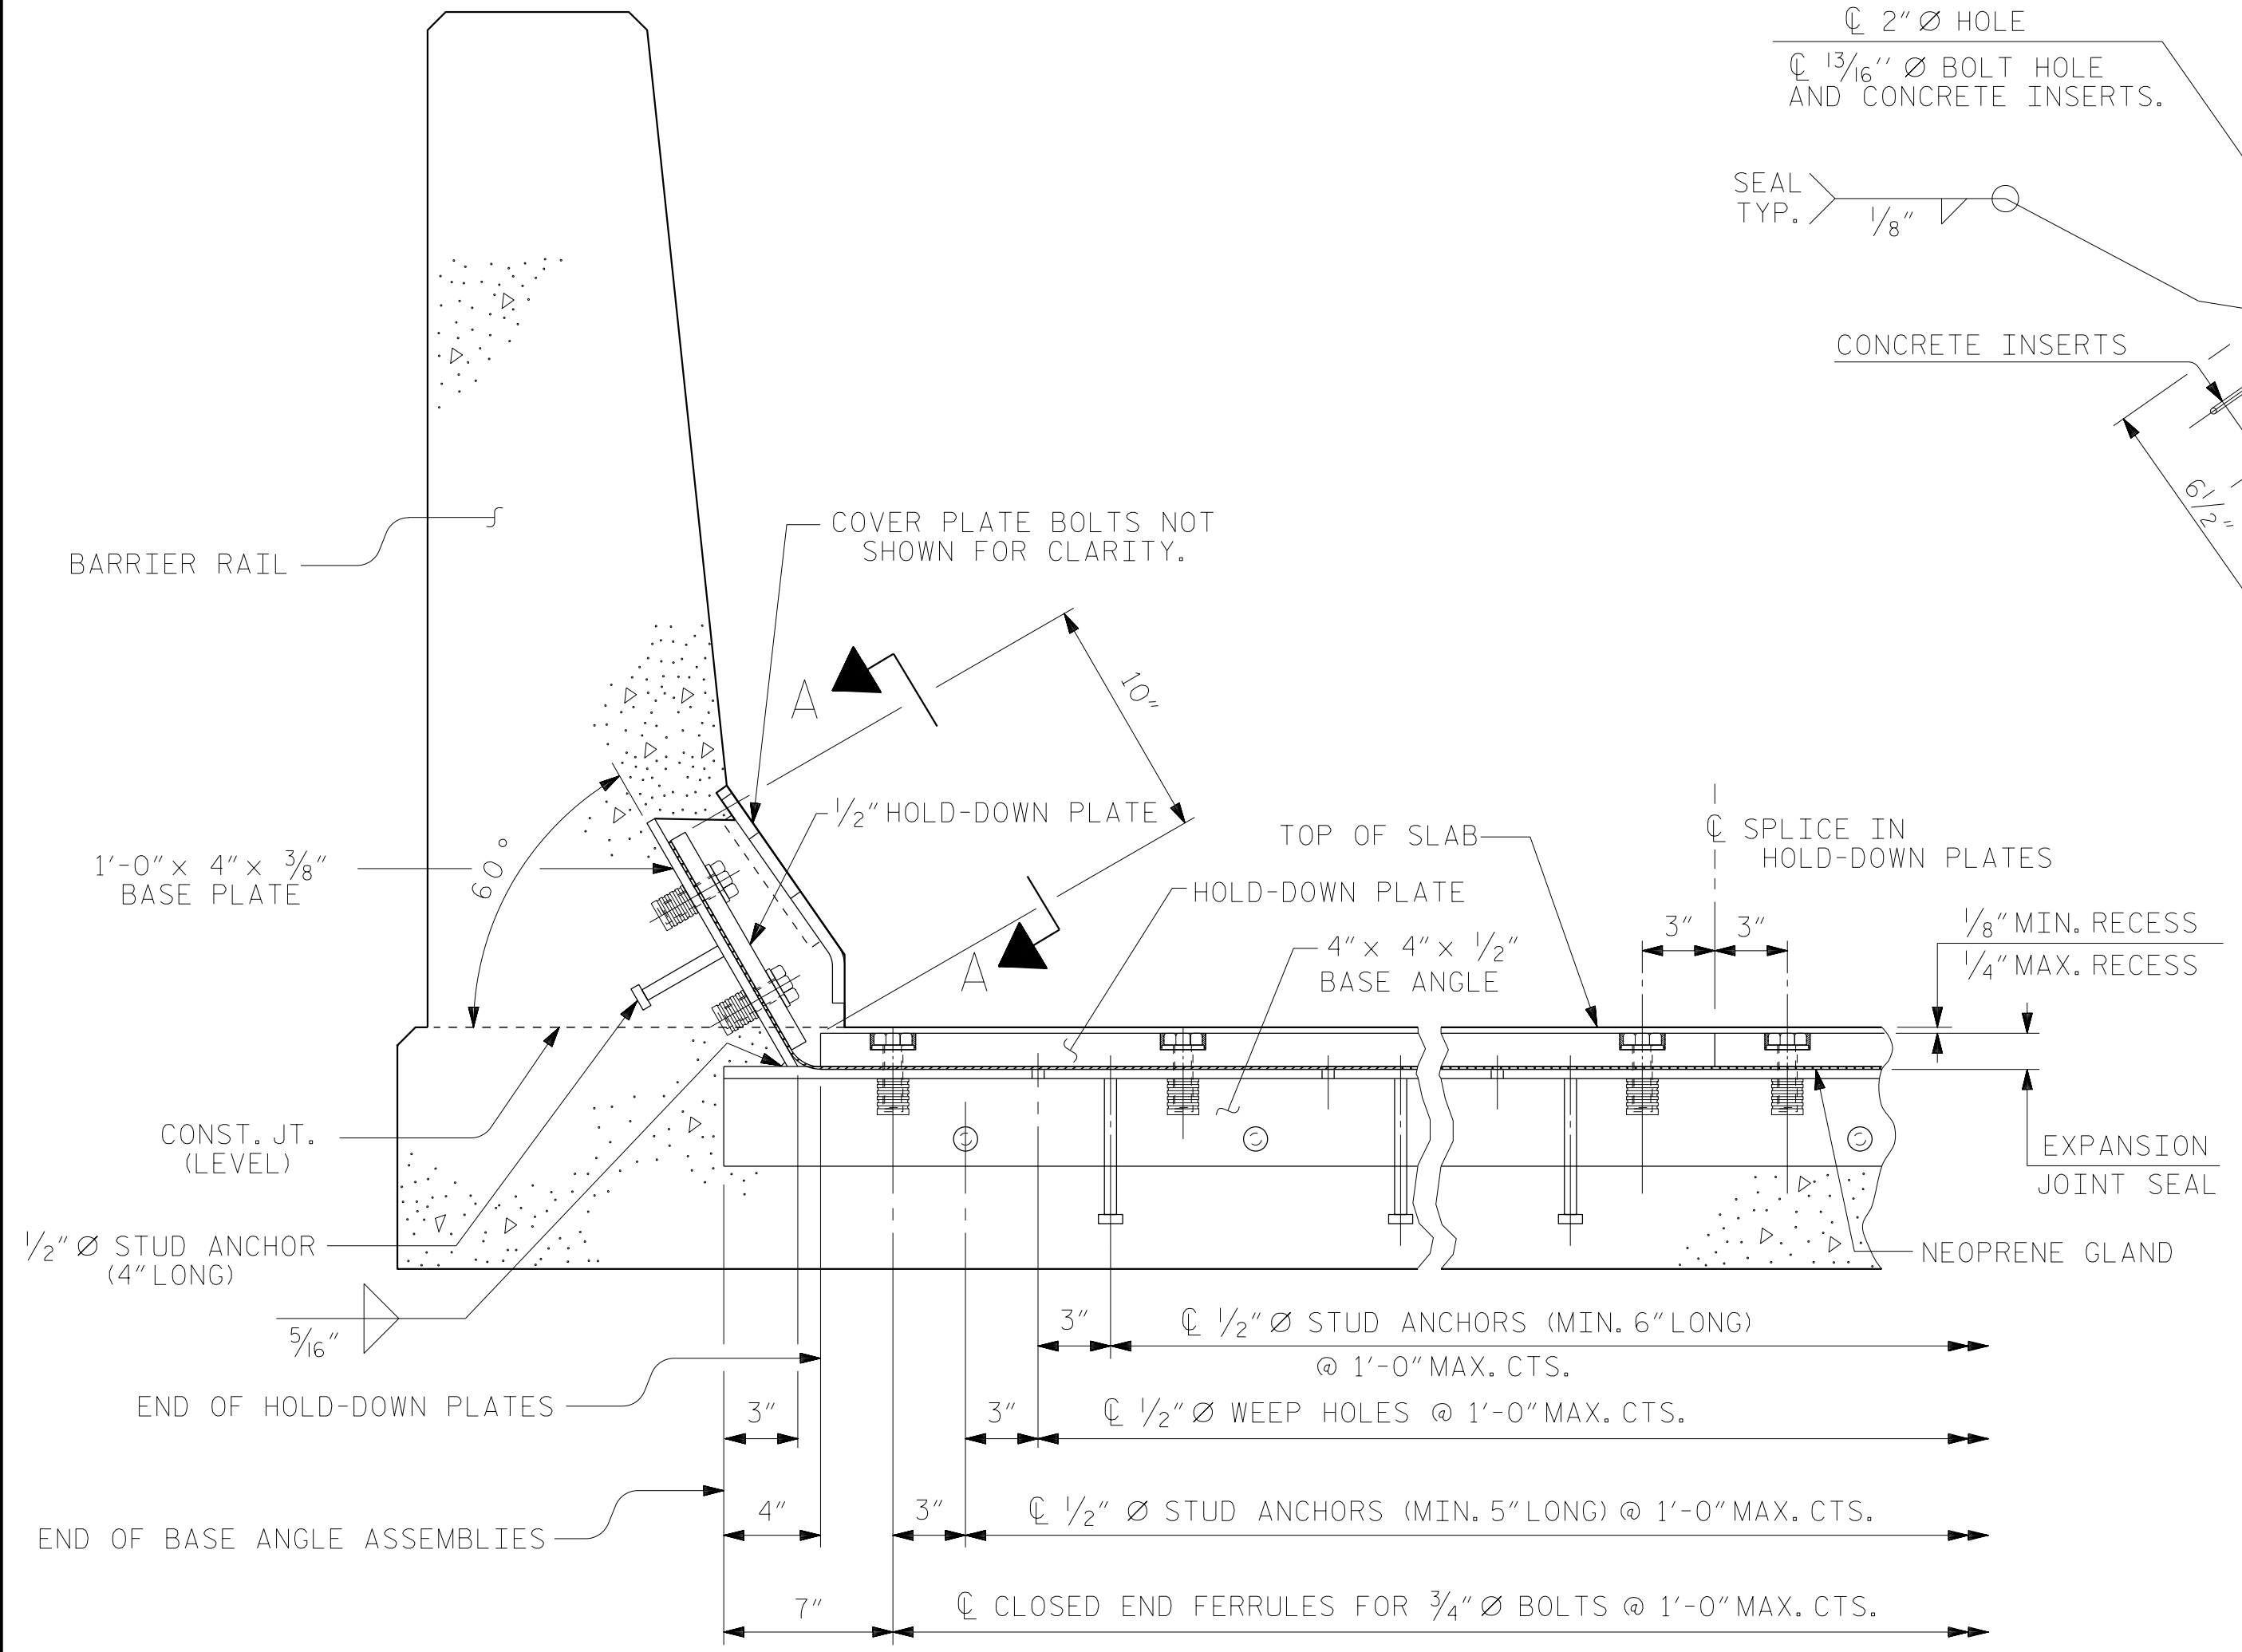 ℄ 2" Ø HOLE
℄ 13/16" Ø BOLT HOLE
AND CONCRETE INSERTS.
SEAL
TYP.
1/8"
CONCRETE INSERTS
6 1/2"
BARRIER RAIL
COVER PLATE BOLTS NOT
SHOWN FOR CLARITY.
A
10"
1/2" HOLD-DOWN PLATE
1'-0" x 4" x 3/8"
BASE PLATE
60°
TOP OF SLAB
℄ SPLICE IN
HOLD-DOWN PLATES
HOLD-DOWN PLATE
4" x 4" x 1/2"
BASE ANGLE
A
3"
3"
1/8" MIN. RECESS
1/4" MAX. RECESS
CONST. JT.
(LEVEL)
EXPANSION
JOINT SEAL
1/2" Ø STUD ANCHOR
(4" LONG)
NEOPRENE GLAND
5/16"
3"
℄ 1/2" Ø STUD ANCHORS (MIN. 6" LONG)
@ 1'-0" MAX. CTS.
END OF HOLD-DOWN PLATES
3"
3"
℄ 1/2" Ø WEEP HOLES @ 1'-0" MAX. CTS.
END OF BASE ANGLE ASSEMBLIES
4"
3"
℄ 1/2" Ø STUD ANCHORS (MIN. 5" LONG) @ 1'-0" MAX. CTS.
7"
℄ CLOSED END FERRULES FOR 3/4" Ø BOLTS @ 1'-0" MAX. CTS.